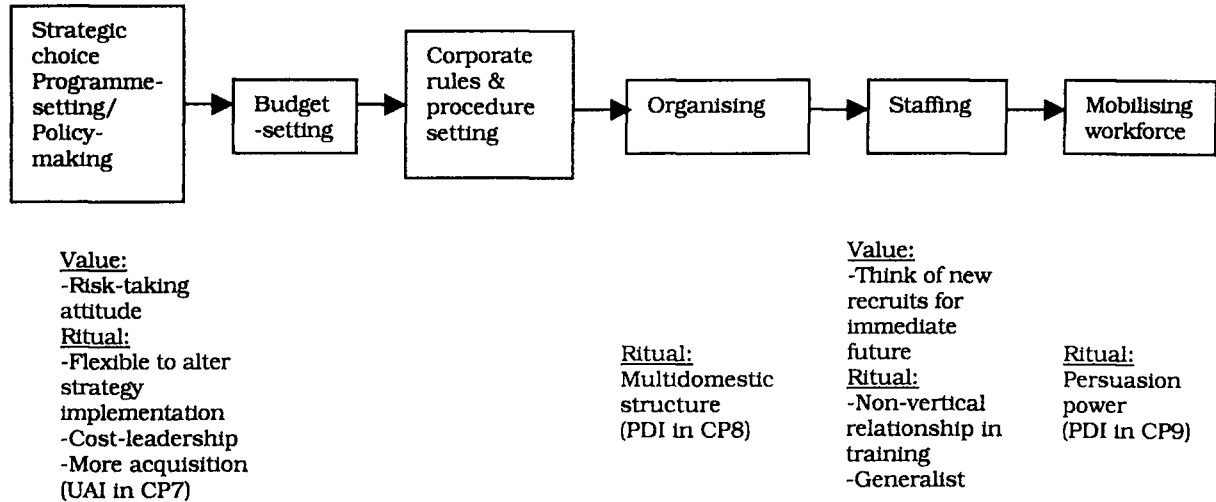 Strategic
choice
Programme-
setting/
Policy-
making
Budget
-setting
Corporate
rules &
procedure
setting
Organising
Staffing
Mobilising
workforce
Value:
-Risk-taking
attitude
Ritual:
-Flexible to alter
strategy
implementation
-Cost-leadership
-More acquisition
(UAI in CP7)
Ritual:
Multidomestic
structure
(PDI in CP8)
Value:
-Think of new
recruits for
immediate
future
Ritual:
-Non-vertical
relationship in
training
-Generalist
Ritual:
Persuasion
power
(PDI in CP9)